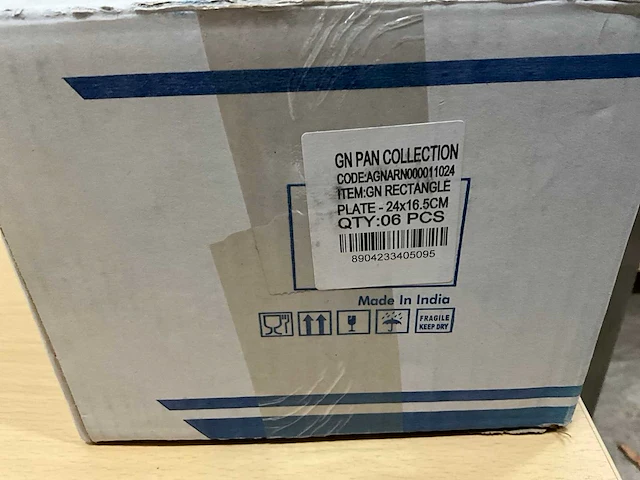 GN PAN COLLECTION
CODE:AGNARN000011024
ITEM:GN RECTANGLE
PLATE - 24x16.5CM
QTY:06 PCS
8904233405095
Made In India
FRAGILE
KEEP DRY